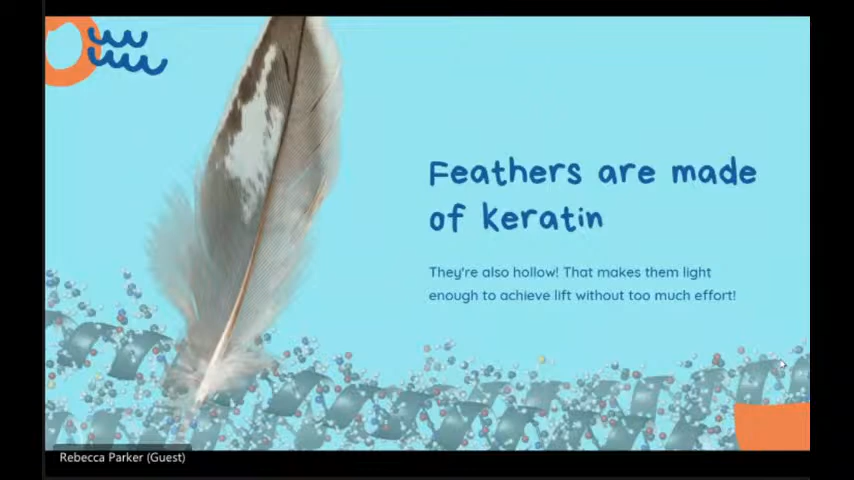 Feathers are made
of keratin
They're also hollow! That makes them light
enough to achieve lift without too much effort!
Rebecca Parker (Guest)